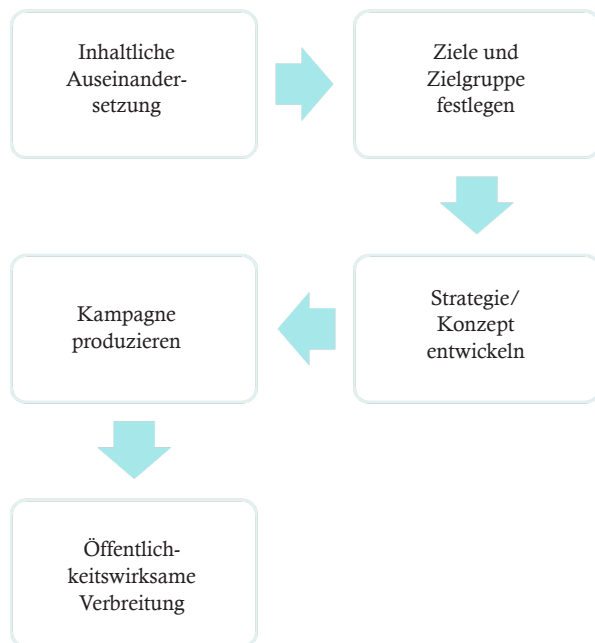 Inhaltliche
Auseinander-
setzung
Ziele und
Zielgruppe
festlegen
Strategie/
Konzept
entwickeln
Kampagne
produzieren
Öffentlich-
keitswirksame
Verbreitung